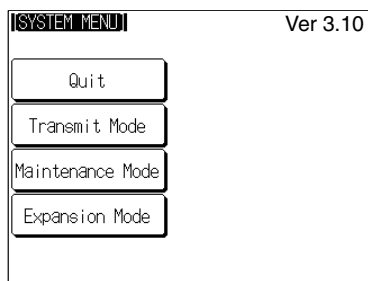 [SYSTEM MENU] Ver 3.10
Quit
Transmit Mode
Maintenance Mode
Expansion Mode